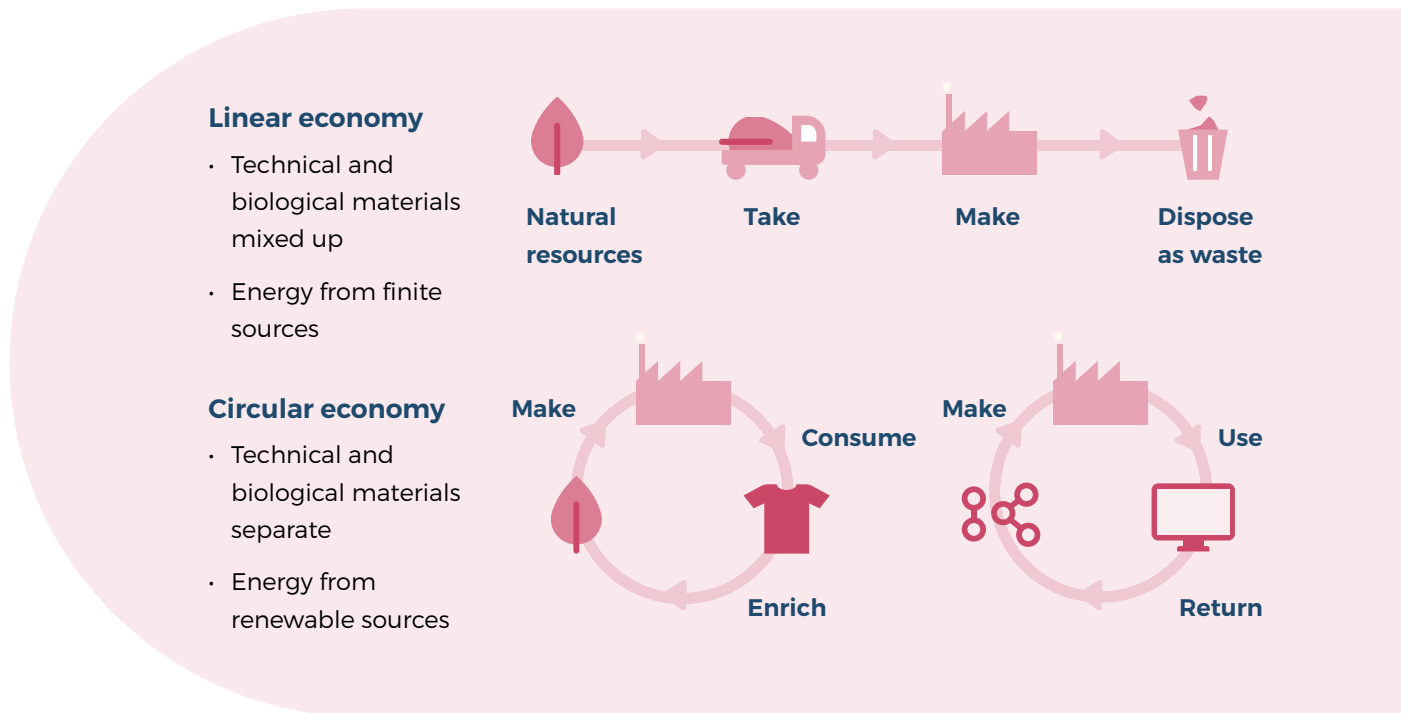 Linear economy
• Technical and
biological materials
mixed up
• Energy from finite
sources
Natural
resources
Take
Make
Dispose
as waste
Circular economy
• Technical and
biological materials
separate
• Energy from
renewable sources
Make
Consume
Enrich
Make
Use
Return